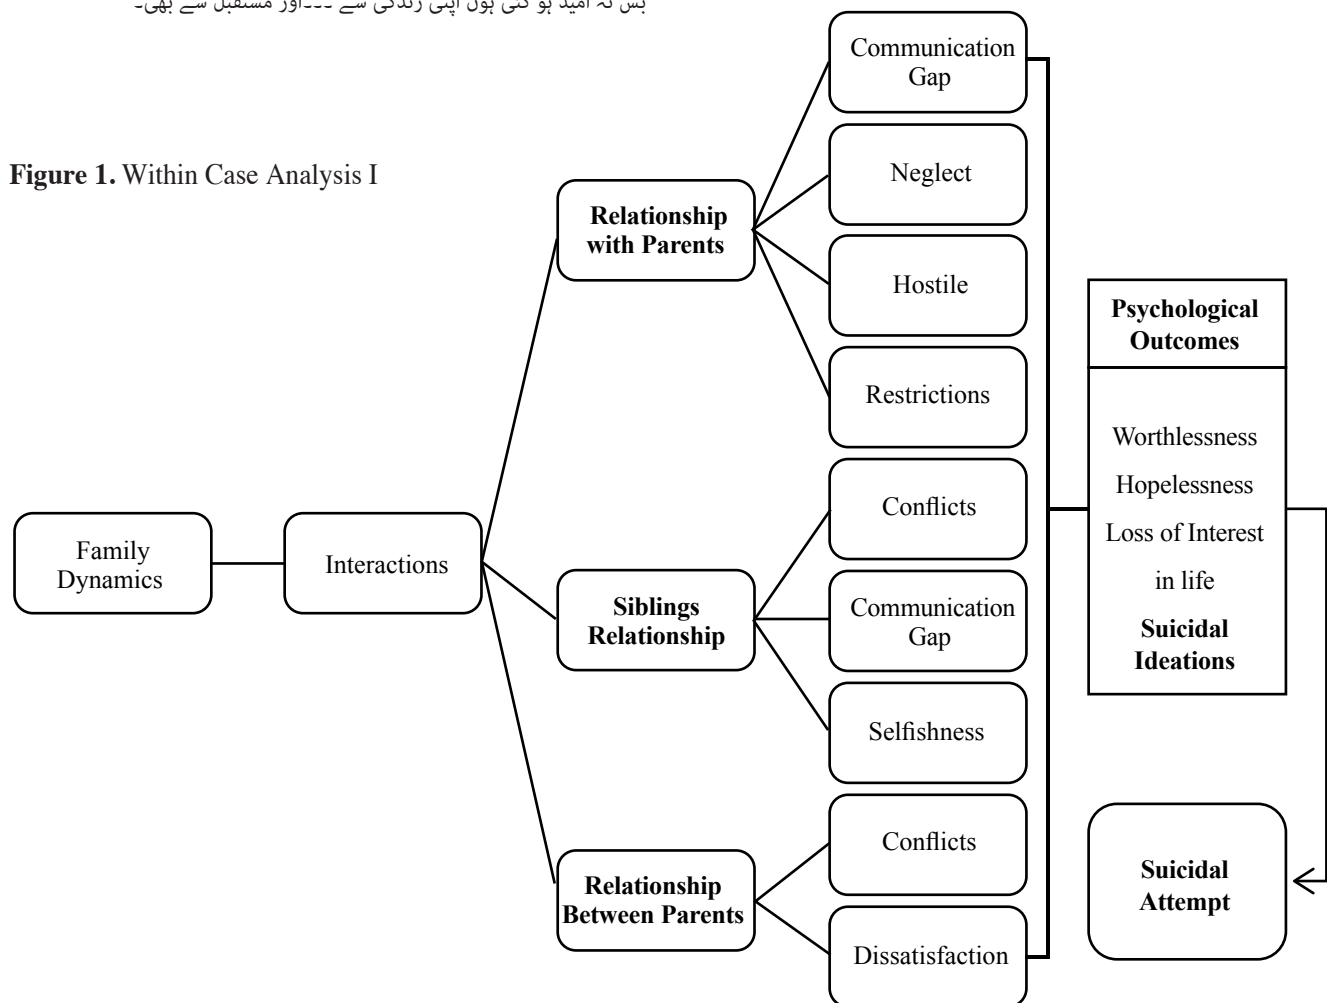 بس نہ امید ہو گئی ہوں اپنی زندگی سے ---اور مستقبل سے بھی۔
Figure 1. Within Case Analysis I
Family
Dynamics
Interactions
Relationship
with Parents
Siblings
Relationship
Relationship
Between Parents
Communication
Gap
Neglect
Hostile
Restrictions
Conflicts
Communication
Gap
Selfishness
Conflicts
Dissatisfaction
Psychological
Outcomes
Worthlessness
Hopelessness
Loss of Interest
in life
Suicidal
Ideations
Suicidal
Attempt